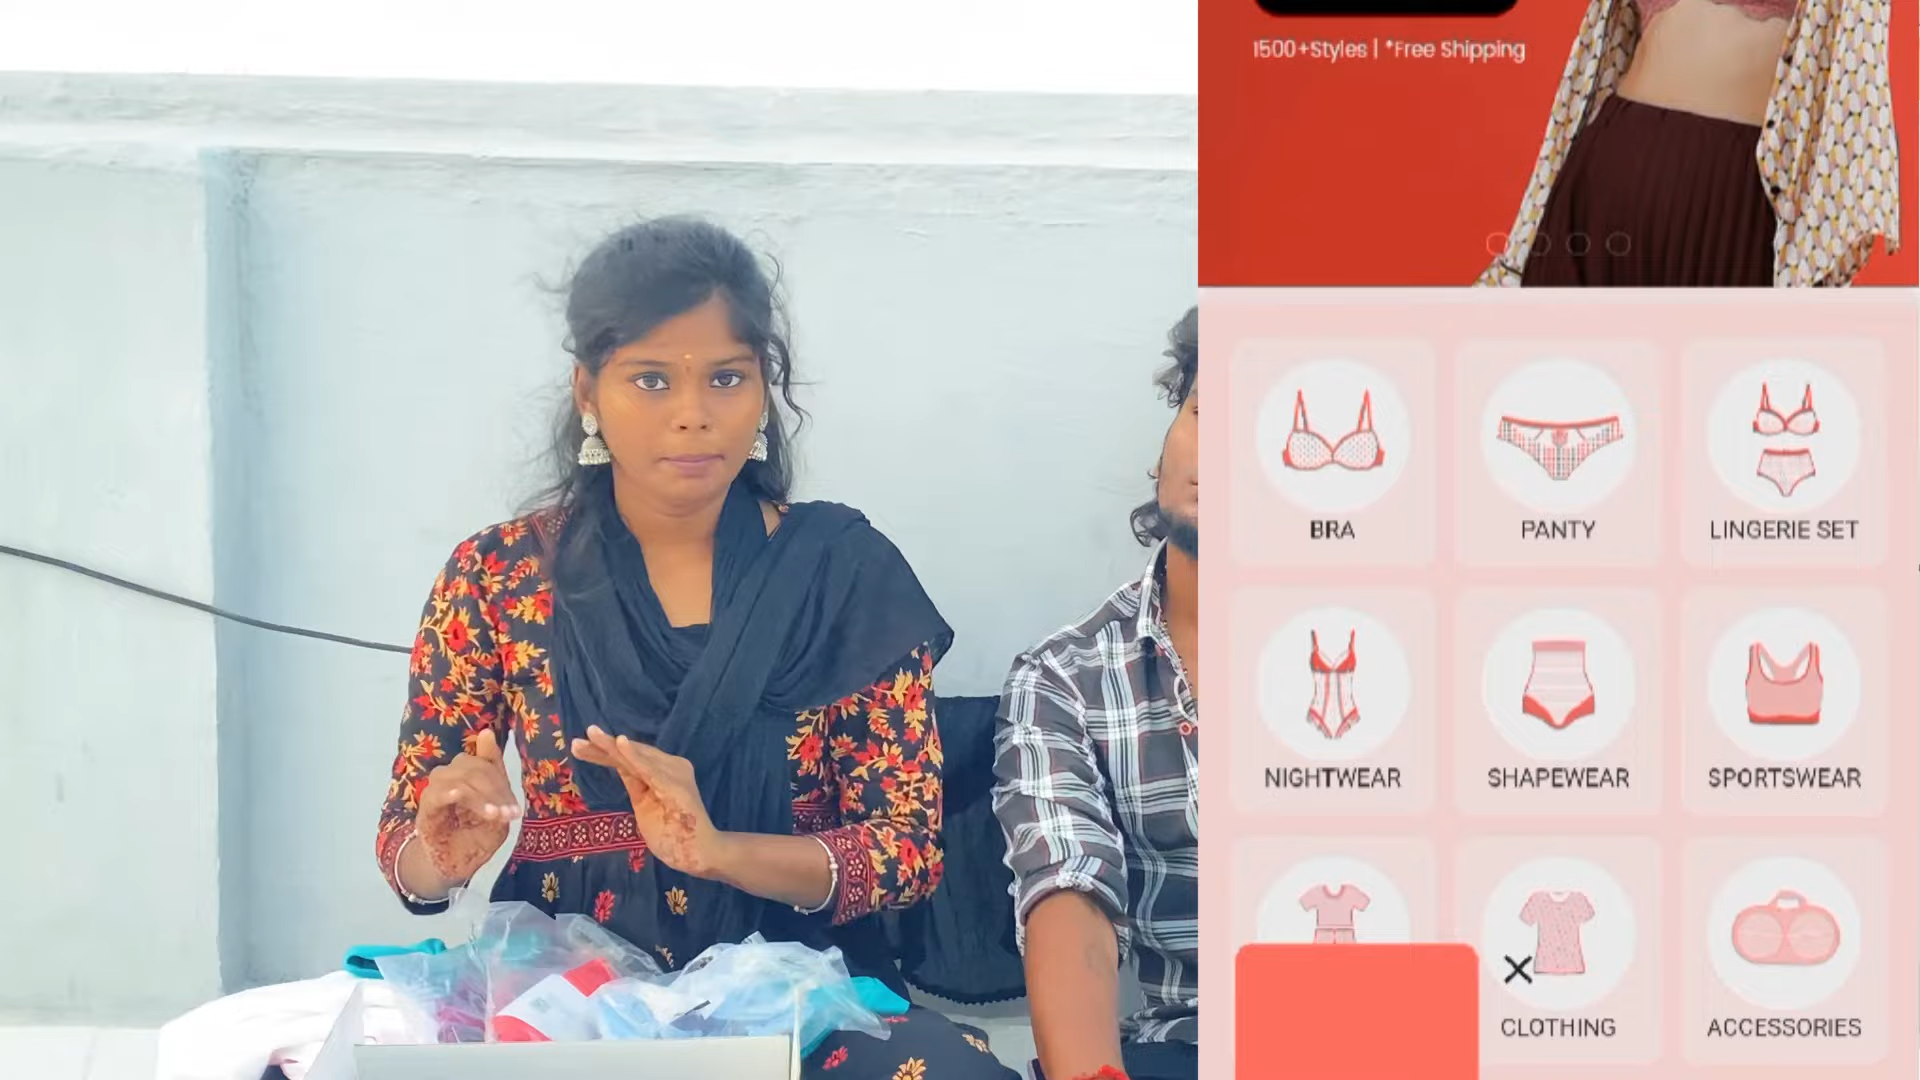 1500+Styles | *Free Shipping
BRA
PANTY
LINGERIE SET
NIGHTWEAR
SHAPEWEAR
SPORTSWEAR
CLOTHING
ACCESSORIES